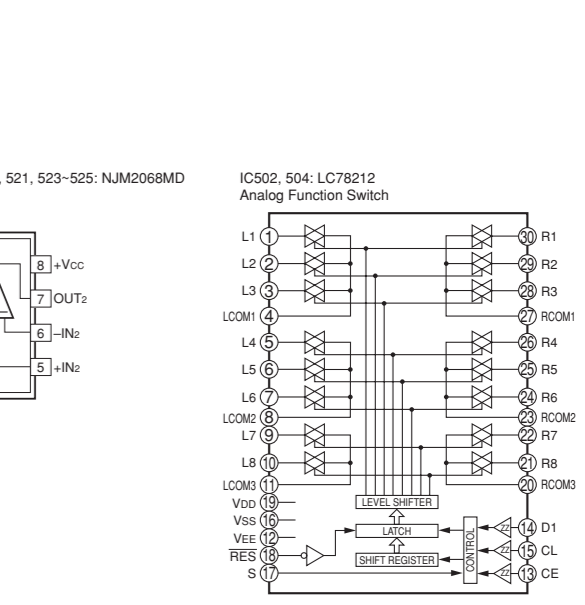 , 521, 523~525: NJM2068MD
8 +Vcc
7 OUT2
6 –IN2
5 +IN2
IC502, 504: LC78212
Analog Function Switch
L1 1
30 R1
L2 2
29 R2
L3 3
28 R3
LCOM1 4
27 RCOM1
L4 5
26 R4
L5 6
25 R5
L6 7
24 R6
LCOM2 8
23 RCOM2
L7 9
22 R7
L8 10
21 R8
LCOM3 11
20 RCOM3
VDD 19
LEVEL SHIFTER
VSS 16
LATCH
14 D1
VEE 12
CONTROL
15 CL
RES 18
SHIFT REGISTER
S 17
13 CE